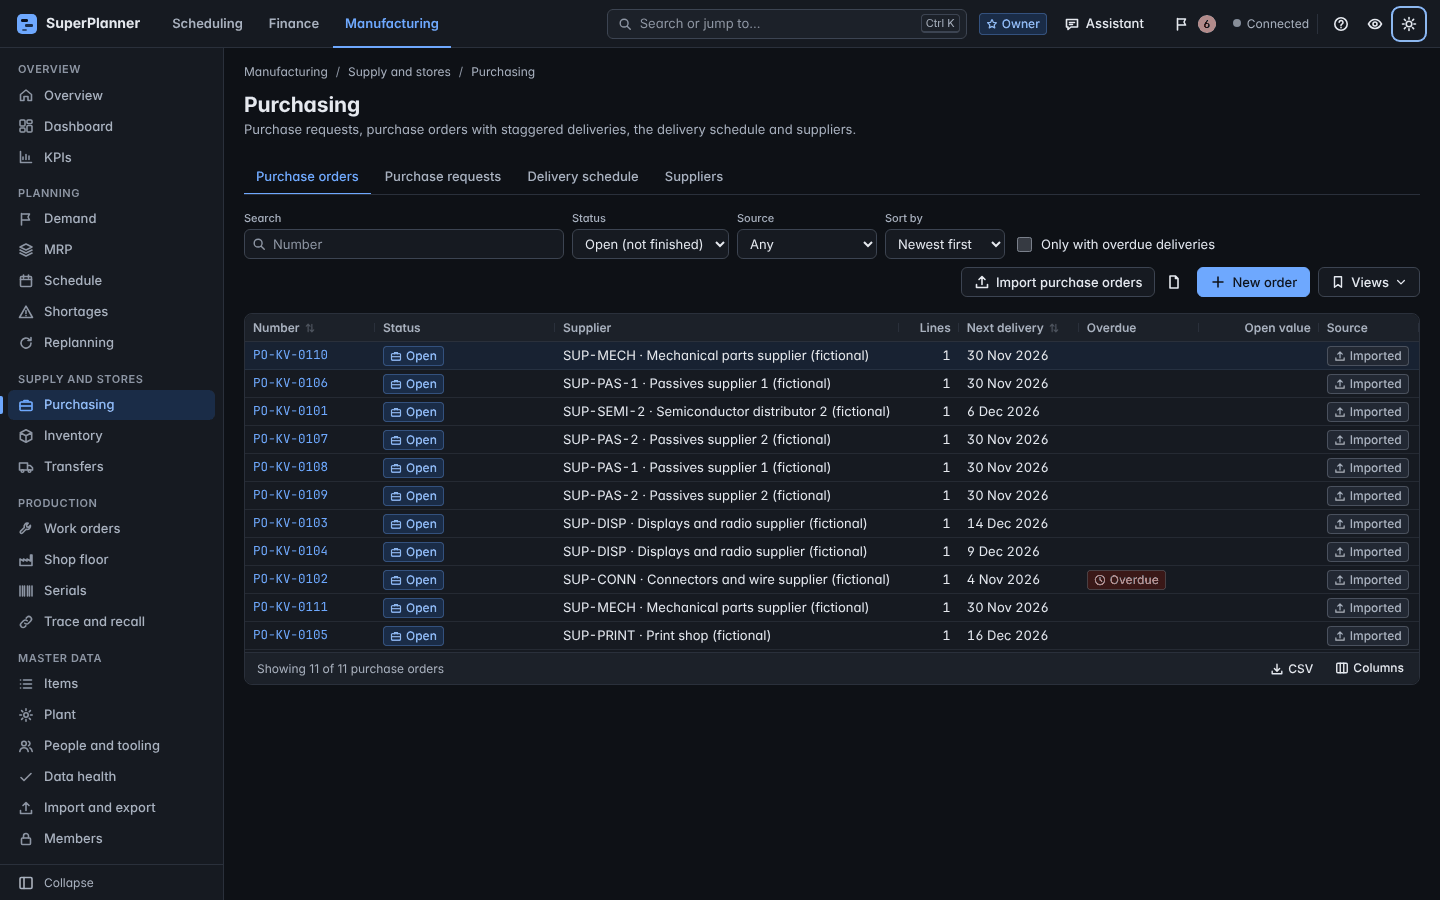 SuperPlanner Scheduling Finance Manufacturing Search or jump to... Ctrl K Owner Assistant 6 Connected
OVERVIEW
Overview
Dashboard
KPIs
PLANNING
Demand
MRP
Schedule
Shortages
Replanning
SUPPLY AND STORES
Purchasing
Inventory
Transfers
PRODUCTION
Work orders
Shop floor
Serials
Trace and recall
MASTER DATA
Items
Plant
People and tooling
Data health
Import and export
Members
Collapse
Manufacturing / Supply and stores / Purchasing
Purchasing
Purchase requests, purchase orders with staggered deliveries, the delivery schedule and suppliers.
Purchase orders Purchase requests Delivery schedule Suppliers
Search Status Source Sort by
Number Open (not finished) Any Newest first Only with overdue deliveries
Import purchase orders New order Views
Number Status Supplier Lines Next delivery Overdue Open value Source
PO-KV-0110 Open SUP-MECH · Mechanical parts supplier (fictional) 1 30 Nov 2026 Imported
PO-KV-0106 Open SUP-PAS-1 · Passives supplier 1 (fictional) 1 30 Nov 2026 Imported
PO-KV-0101 Open SUP-SEMI-2 · Semiconductor distributor 2 (fictional) 1 6 Dec 2026 Imported
PO-KV-0107 Open SUP-PAS-2 · Passives supplier 2 (fictional) 1 30 Nov 2026 Imported
PO-KV-0108 Open SUP-PAS-1 · Passives supplier 1 (fictional) 1 30 Nov 2026 Imported
PO-KV-0109 Open SUP-PAS-2 · Passives supplier 2 (fictional) 1 30 Nov 2026 Imported
PO-KV-0103 Open SUP-DISP · Displays and radio supplier (fictional) 1 14 Dec 2026 Imported
PO-KV-0104 Open SUP-DISP · Displays and radio supplier (fictional) 1 9 Dec 2026 Imported
PO-KV-0102 Open SUP-CONN · Connectors and wire supplier (fictional) 1 4 Nov 2026 Overdue Imported
PO-KV-0111 Open SUP-MECH · Mechanical parts supplier (fictional) 1 30 Nov 2026 Imported
PO-KV-0105 Open SUP-PRINT · Print shop (fictional) 1 16 Dec 2026 Imported
Showing 11 of 11 purchase orders CSV Columns